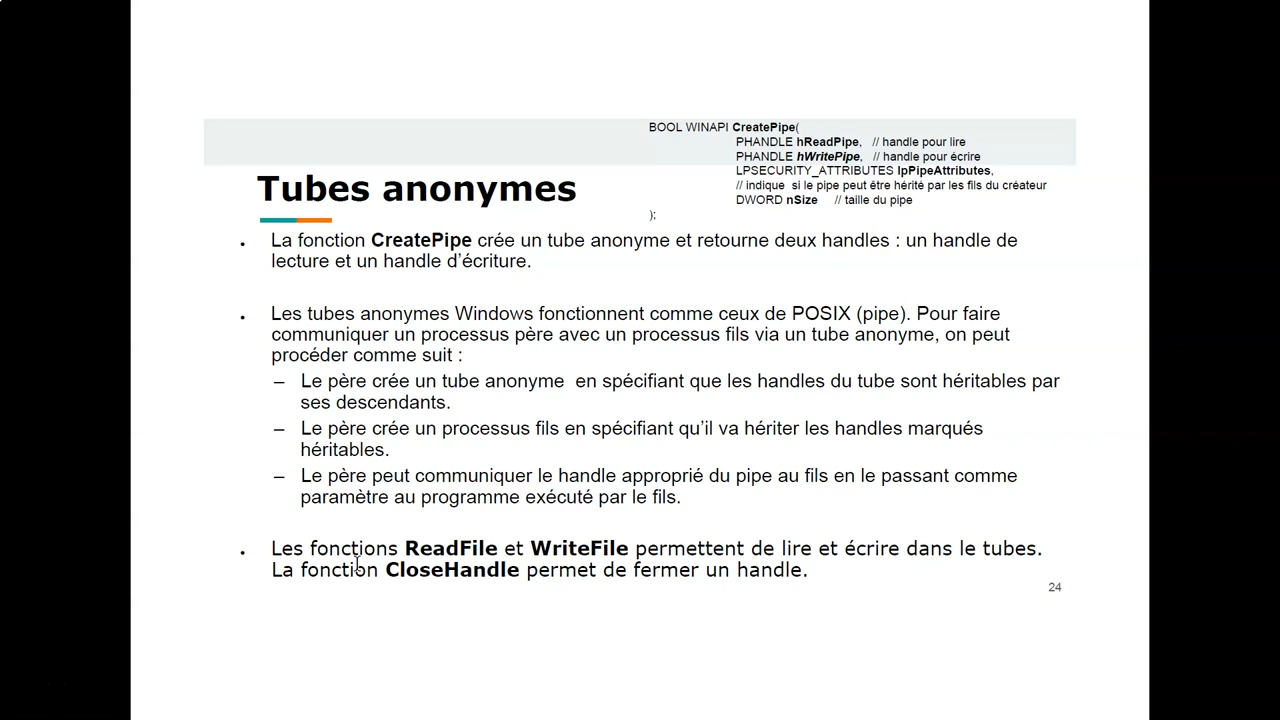 BOOL WINAPI CreatePipe(
PHANDLE hReadPipe, // handle pour lire
PHANDLE hWritePipe, // handle pour écrire
LPSECURITY_ATTRIBUTES lpPipeAttributes,
// indique si le pipe peut être hérité par les fils du créateur
DWORD nSize // taille du pipe
);
Tubes anonymes
• La fonction CreatePipe crée un tube anonyme et retourne deux handles : un handle de
lecture et un handle d’écriture.
• Les tubes anonymes Windows fonctionnent comme ceux de POSIX (pipe). Pour faire
communiquer un processus père avec un processus fils via un tube anonyme, on peut
procéder comme suit :
– Le père crée un tube anonyme en spécifiant que les handles du tube sont héritables par
ses descendants.
– Le père crée un processus fils en spécifiant qu’il va hériter les handles marqués
héritables.
– Le père peut communiquer le handle approprié du pipe au fils en le passant comme
paramètre au programme exécuté par le fils.
• Les fonctions ReadFile et WriteFile permettent de lire et écrire dans le tubes.
La fonction CloseHandle permet de fermer un handle.
24